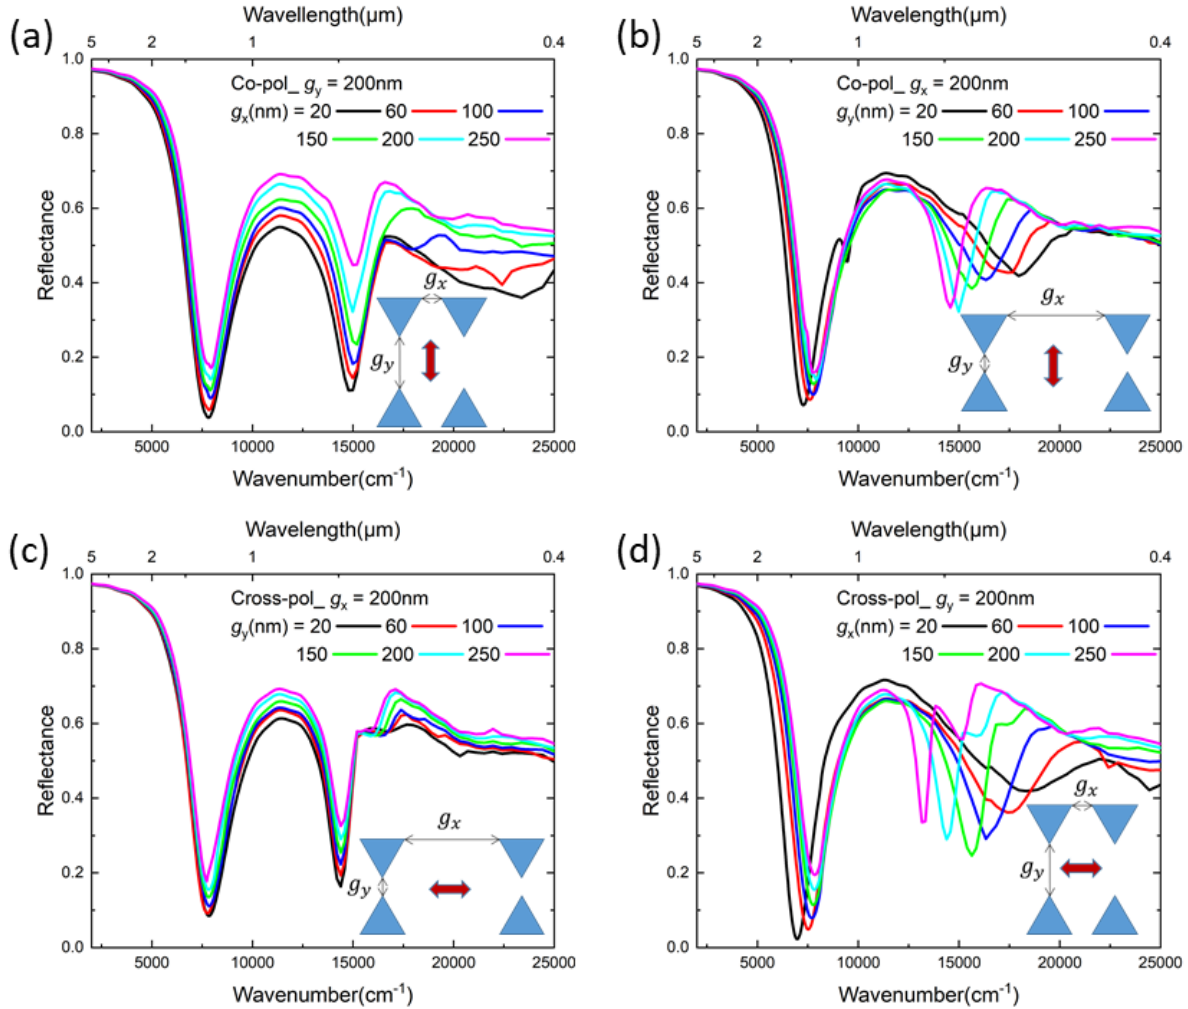 (a)
Wavellength(μm)
5 2 1 0.4
Co-pol_ gy = 200nm
gx(nm) = 20 60 100
150 200 250
Reflectance
1.0
0.8
0.6
0.4
0.2
0.0
gx
gy
5000 10000 15000 20000 25000
Wavenumber(cm-1)
(b)
Wavelength(μm)
5 2 1 0.4
Co-pol_ gx = 200nm
gy(nm) = 20 60 100
150 200 250
Reflectance
1.0
0.8
0.6
0.4
0.2
0.0
gx
gy
5000 10000 15000 20000 25000
Wavenumber(cm-1)
(c)
Wavelength(μm)
5 2 1 0.4
Cross-pol_ gx = 200nm
gy(nm) = 20 60 100
150 200 250
Reflectance
1.0
0.8
0.6
0.4
0.2
0.0
gx
gy
5000 10000 15000 20000 25000
Wavenumber(cm-1)
(d)
Wavelength(μm)
5 2 1 0.4
Cross-pol_ gy = 200nm
gx(nm) = 20 60 100
150 200 250
Reflectance
1.0
0.8
0.6
0.4
0.2
0.0
gx
gy
5000 10000 15000 20000 25000
Wavenumber(cm-1)